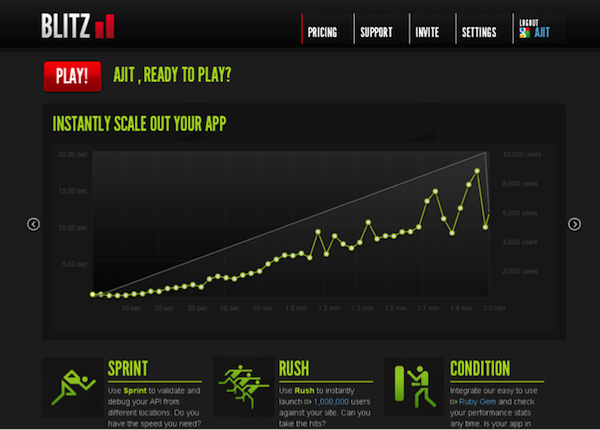 BLITZ
PRICING
SUPPORT
INVITE
SETTINGS
LOGOUT
AJIT
PLAY!
AJIT , READY TO PLAY?
INSTANTLY SCALE OUT YOUR APP
20.00 sec
15.00 sec
10.00 sec
5.00 sec
10,000 users
8,000 users
6,000 users
4,000 users
2,000 users
10 sec
20 sec
30 sec
40 sec
50 sec
1.0 min
1.2 min
1.3 min
1.5 min
1.7 min
1.8 min
2.0 min
SPRINT
Use Sprint to validate and
debug your API from
different locations. Do you
have the speed you need?
RUSH
Use Rush to instantly
launch 1,000,000 users
against your site. Can you
take the hits?
CONDITION
Integrate our easy to use
Ruby Gem and check
your performance stats
any time. Is your app in